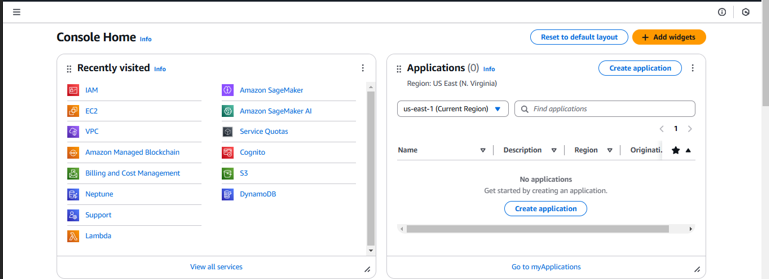 Console Home Info
Reset to default layout
+ Add widgets
Recently visited Info
IAM
EC2
VPC
Amazon Managed Blockchain
Billing and Cost Management
Neptune
Support
Lambda
Amazon SageMaker
Amazon SageMaker AI
Service Quotas
Cognito
S3
DynamoDB
View all services
Applications (0) Info
Create application
Region: US East (N. Virginia)
us-east-1 (Current Region)
Find applications
1
Name Description Region Originati.
No applications
Get started by creating an application.
Create application
Go to myApplications